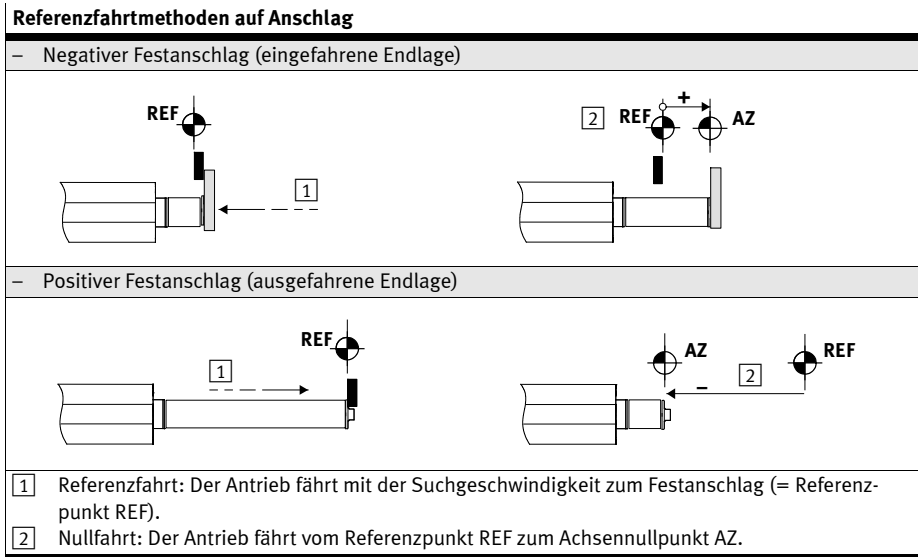 Referenzfahrtmethoden auf Anschlag
– Negativer Festanschlag (eingefahrene Endlage)
REF
1
2 REF + AZ
– Positiver Festanschlag (ausgefahrene Endlage)
REF
1
AZ
– 2
REF
1 Referenzfahrt: Der Antrieb fährt mit der Suchgeschwindigkeit zum Festanschlag (= Referenz-
punkt REF).
2 Nullfahrt: Der Antrieb fährt vom Referenzpunkt REF zum Achsennullpunkt AZ.